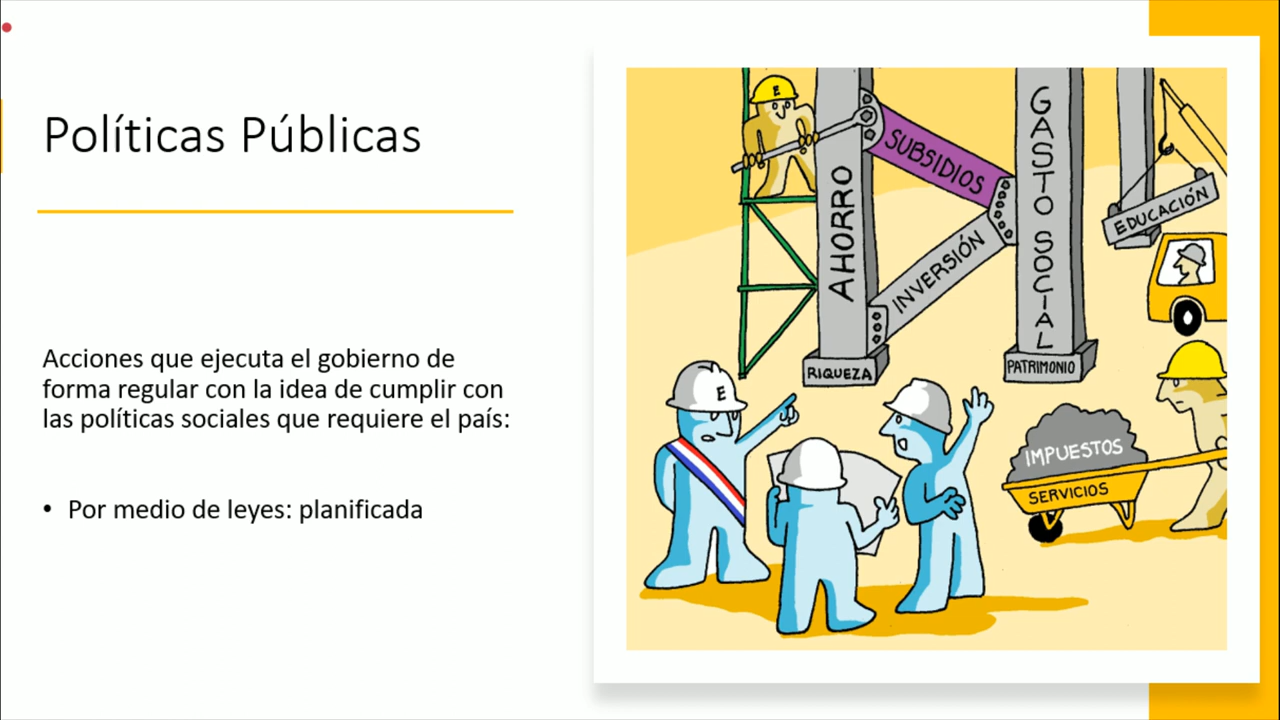 Políticas Públicas
Acciones que ejecuta el gobierno de
forma regular con la idea de cumplir con
las políticas sociales que requiere el país:
• Por medio de leyes: planificada
E
SUBSIDIOS
GASTO SOCIAL
AHORRO
EDUCACIÓN
INVERSIÓN
RIQUEZA
PATRIMONIO
E
IMPUESTOS
SERVICIOS